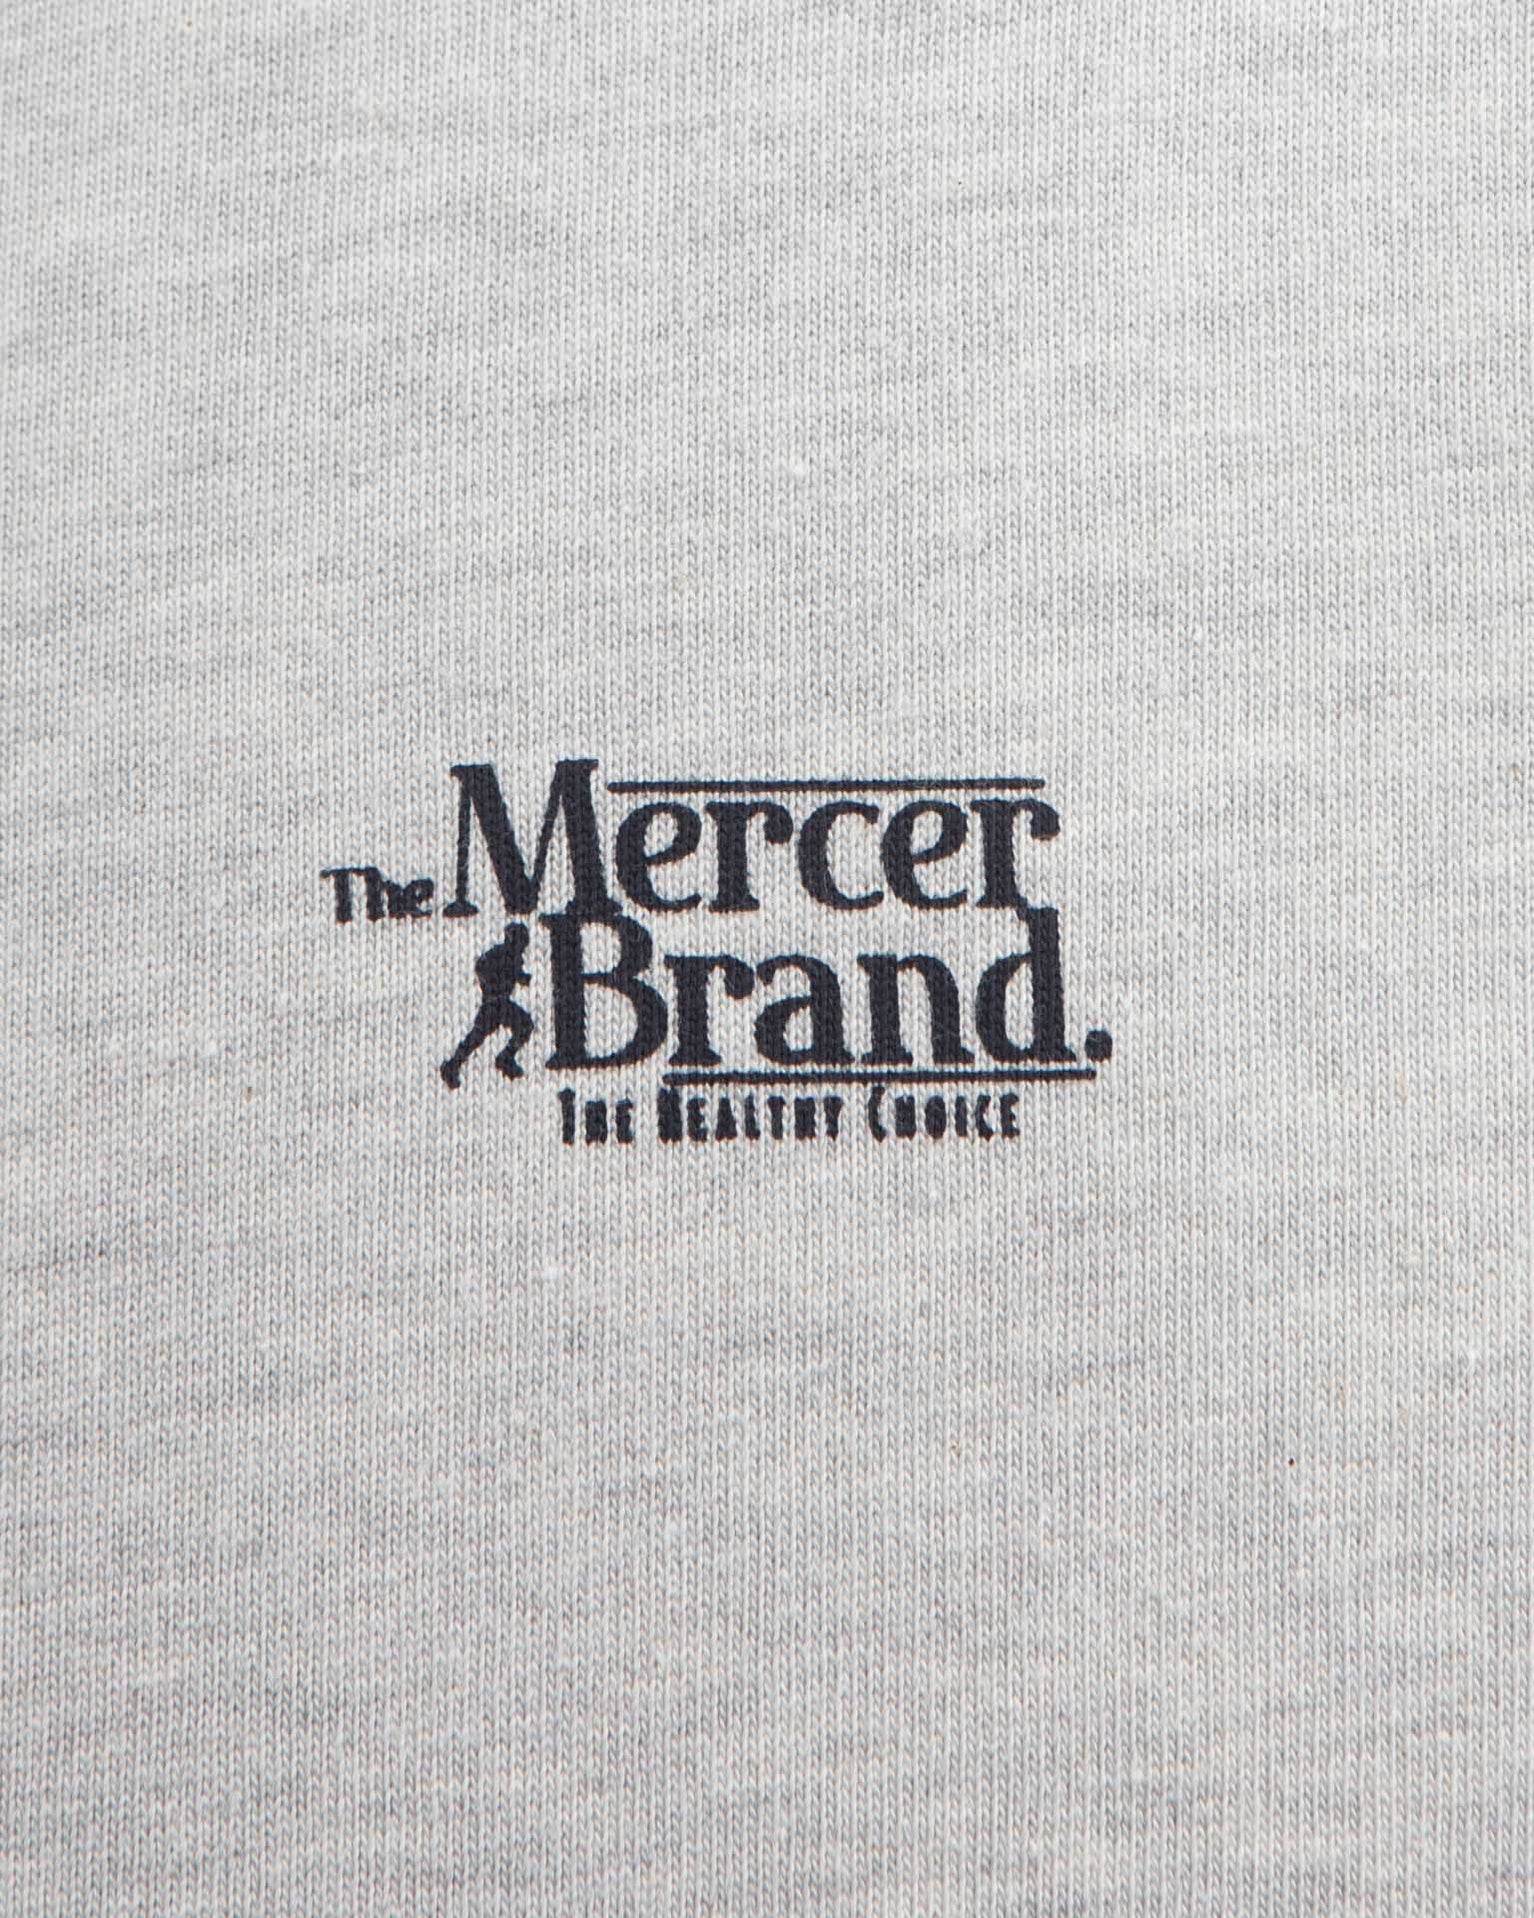 The Mercer
Brand.
THE HEALTHY CHOICE